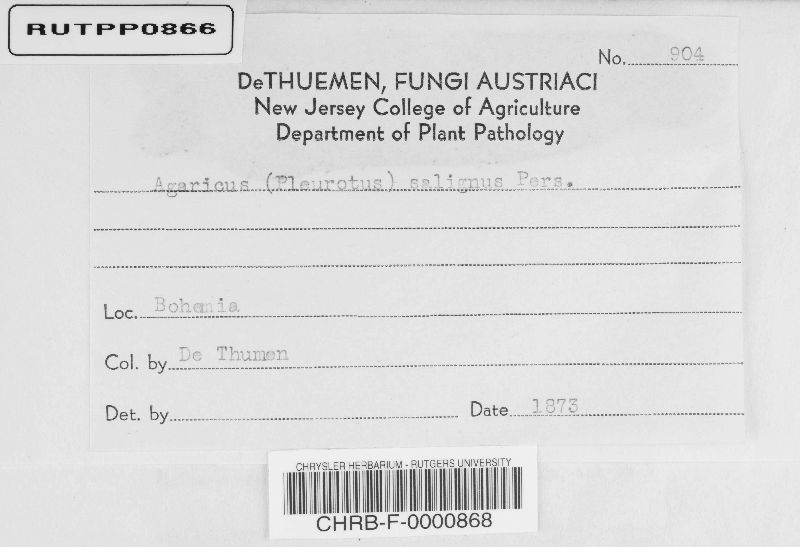 RUTPP0866
No. 904
DeTHUEMEN, FUNGI AUSTRIACI
New Jersey College of Agriculture
Department of Plant Pathology
Agaricus (Pleurotus) salignus Pers.
Loc. Bohemia
Col. by De Thumen
Det. by
Date 1873
CHRYSLER HERBARIUM - RUTGERS UNIVERSITY
CHRB-F-0000868